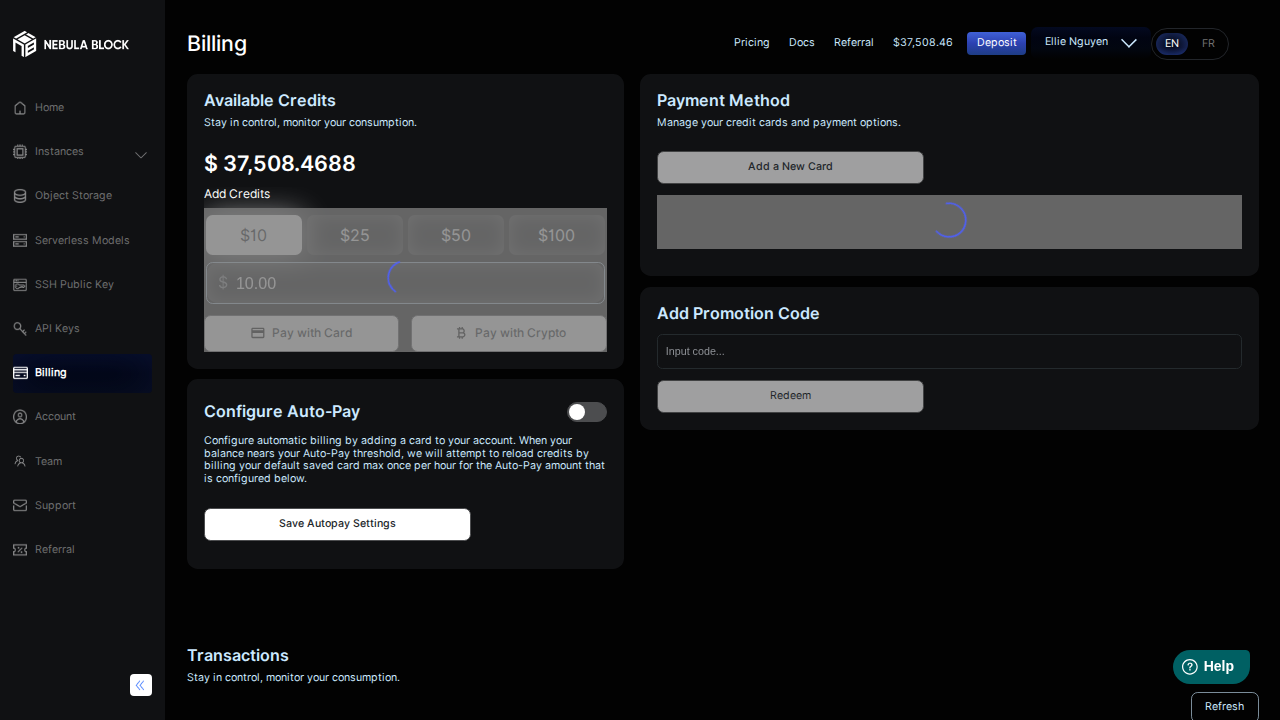 NEBULA BLOCK
Home
Instances
Object Storage
Serverless Models
SSH Public Key
API Keys
Billing
Account
Team
Support
Referral
Billing
Pricing
Docs
Referral
$37,508.46
Deposit
Ellie Nguyen
EN
FR
Available Credits
Stay in control, monitor your consumption.
$ 37,508.4688
Add Credits
$10
$25
$50
$100
$ 10.00
Pay with Card
Pay with Crypto
Configure Auto-Pay
Configure automatic billing by adding a card to your account. When your
balance nears your Auto-Pay threshold, we will attempt to reload credits by
billing your default saved card max once per hour for the Auto-Pay amount that
is configured below.
Save Autopay Settings
Payment Method
Manage your credit cards and payment options.
Add a New Card
Add Promotion Code
Input code...
Redeem
Transactions
Stay in control, monitor your consumption.
Help
Refresh